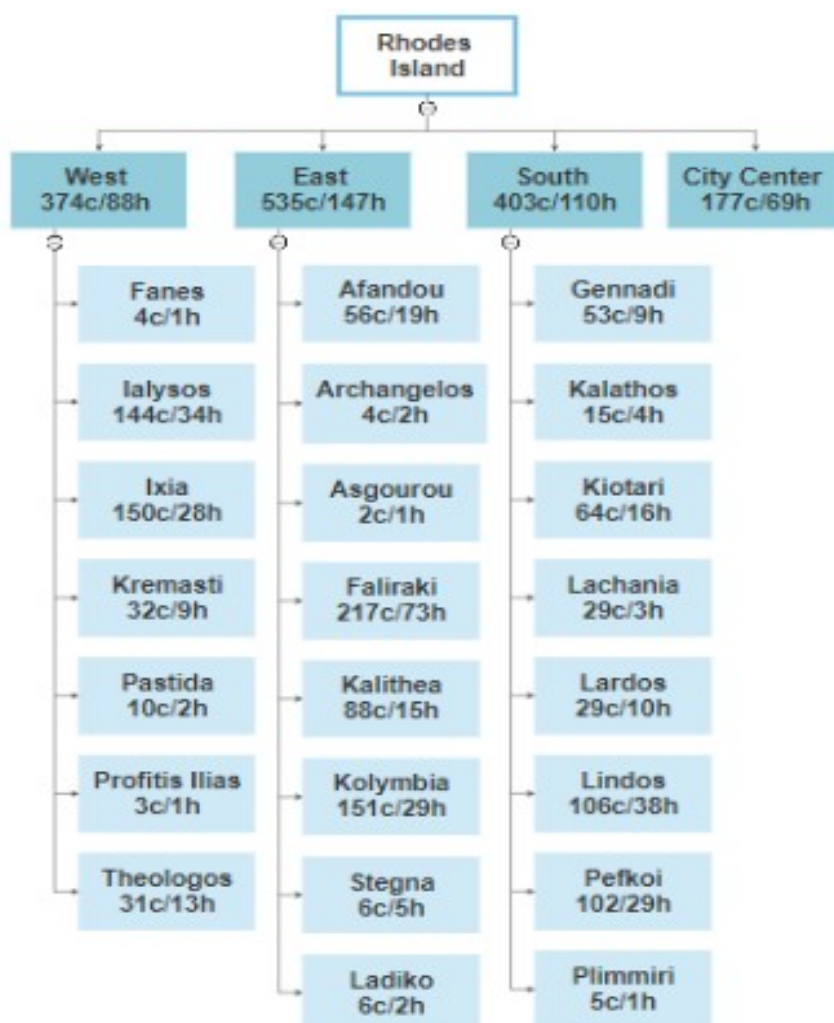 Rhodes
Island
West
374c/88h
East
535c/147h
South
403c/110h
City Center
177c/69h
Fanes
4c/1h
Ialysos
144c/34h
Ixia
150c/28h
Kremasti
32c/9h
Pastida
10c/2h
Profitis Ilias
3c/1h
Theologos
31c/13h
Afandou
56c/19h
Archangelos
4c/2h
Asgourou
2c/1h
Faliraki
217c/73h
Kalithea
88c/15h
Kolymbia
151c/29h
Stegna
6c/5h
Ladiko
6c/2h
Gennadi
53c/9h
Kalathos
15c/4h
Kiotari
64c/16h
Lachania
29c/3h
Lardos
29c/10h
Lindos
106c/38h
Pefkoi
102/29h
Plimmiri
5c/1h